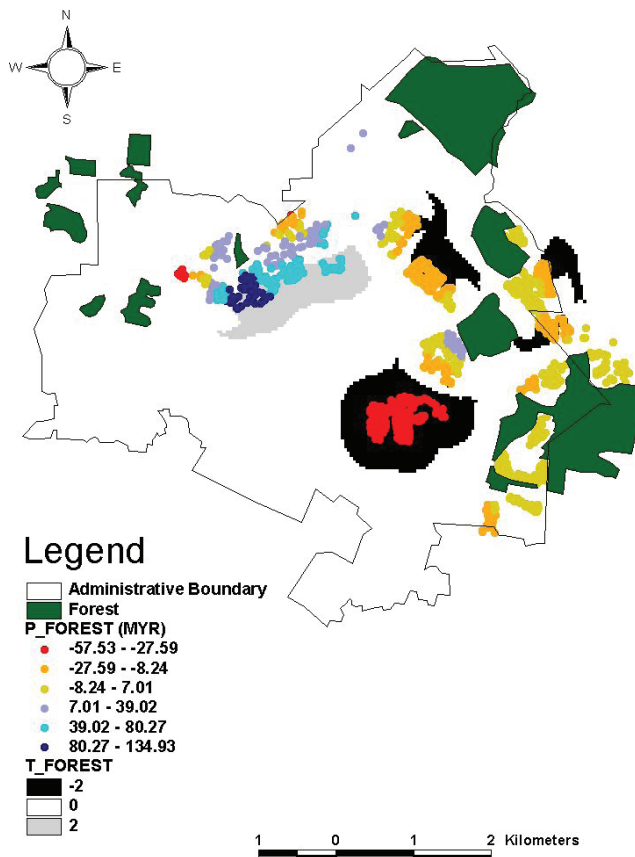 N
W E
S
Legend
Administrative Boundary
Forest
P_FOREST (MYR)
-57.53 - -27.59
-27.59 - -8.24
-8.24 - 7.01
7.01 - 39.02
39.02 - 80.27
80.27 - 134.93
T_FOREST
-2
0
2
1 0 1 2 Kilometers